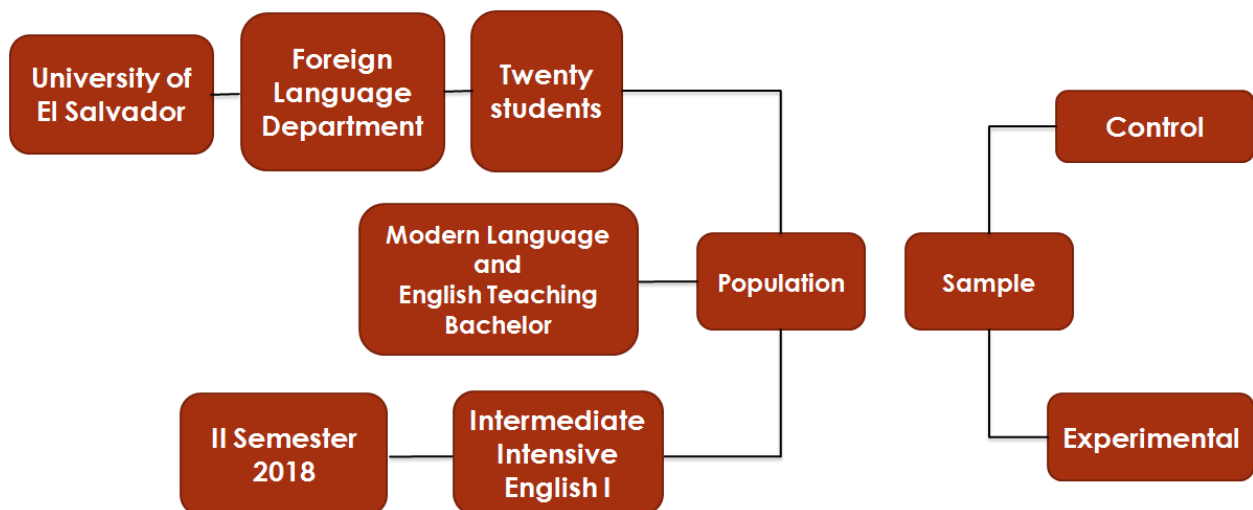 University of
El Salvador
Foreign
Language
Department
Twenty
students
Control
Modern Language
and
English Teaching
Bachelor
Population
Sample
II Semester
2018
Intermediate
Intensive
English I
Experimental